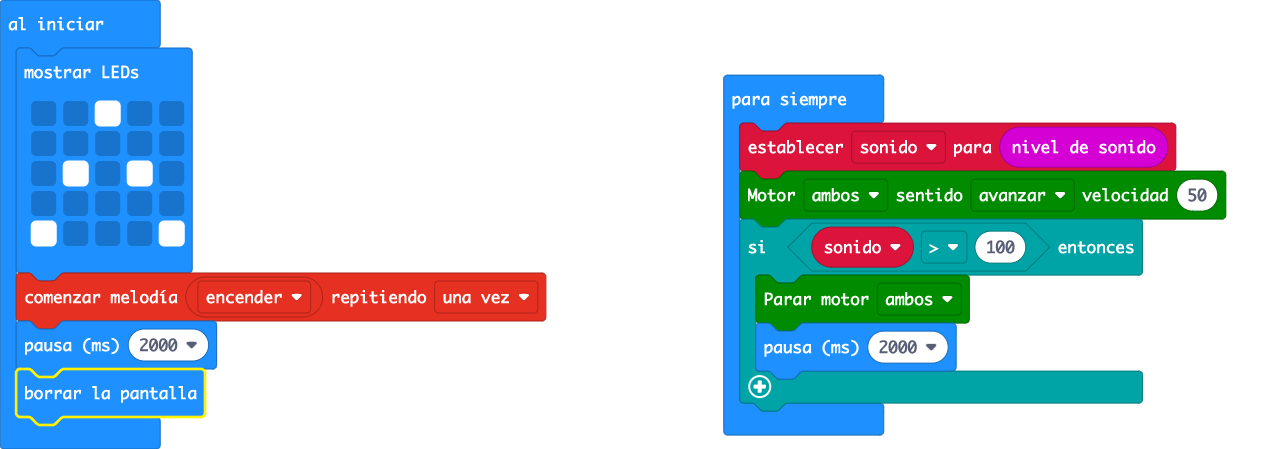 al iniciar
mostrar LEDs
comenzar melodía encender repitiendo una vez
pausa (ms) 2000
borrar la pantalla
para siempre
establecer sonido para nivel de sonido
Motor ambos sentido avanzar velocidad 50
si sonido > 100 entonces
Parar motor ambos
pausa (ms) 2000